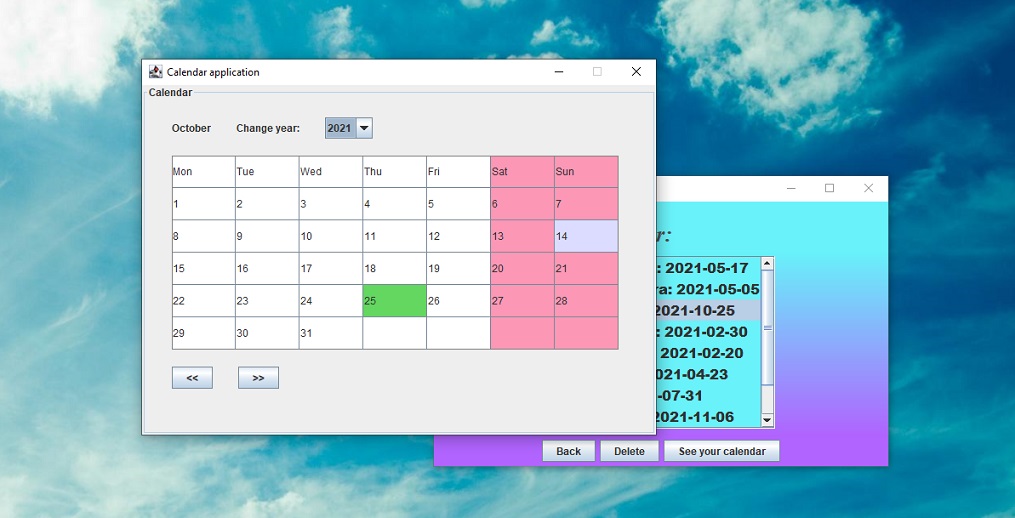 Calendar application
Calendar
October Change year: 2021
Mon Tue Wed Thu Fri Sat Sun
1 2 3 4 5 6 7
8 9 10 11 12 13 14
15 16 17 18 19 20 21
22 23 24 25 26 27 28
29 30 31
<< >>
: 2021-05-17
ra: 2021-05-05
2021-10-25
: 2021-02-30
2021-02-20
2021-04-23
-07-31
2021-11-06
Back Delete See your calendar